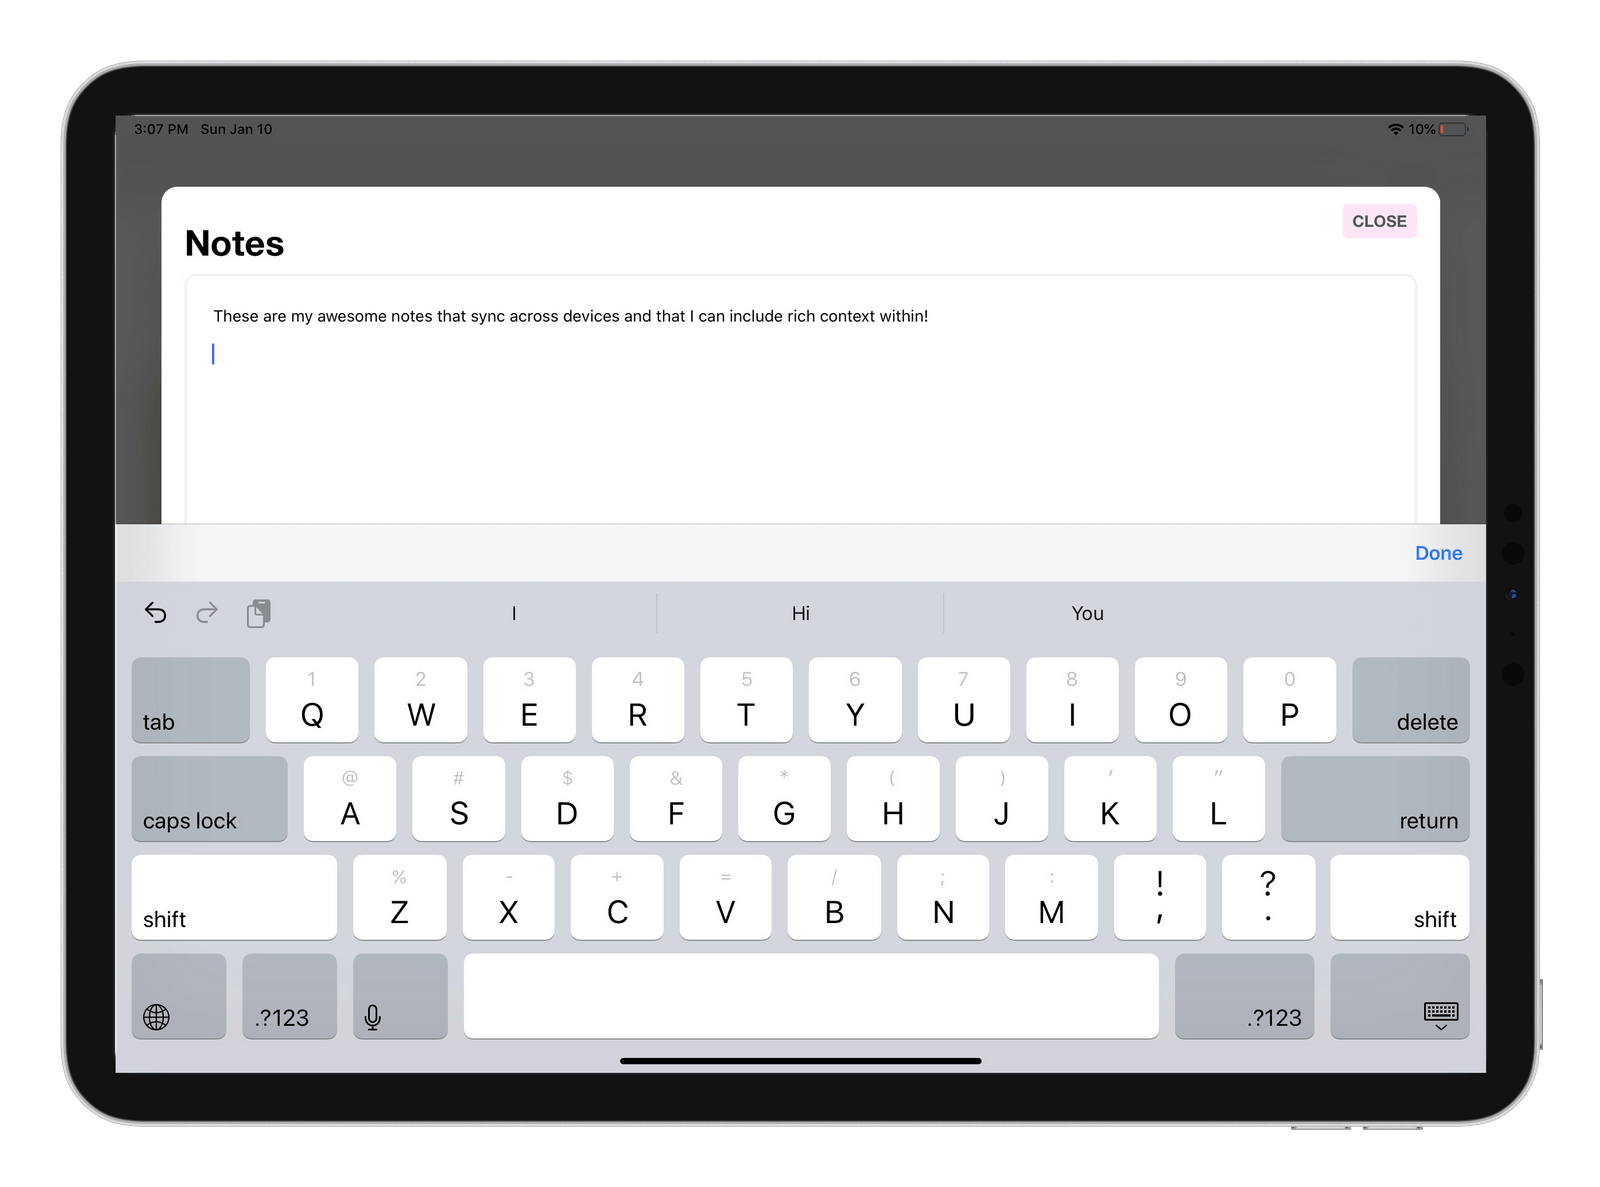 3:07 PM Sun Jan 10
10%
CLOSE
Notes
These are my awesome notes that sync across devices and that I can include rich context within!
Done
I Hi You
tab 1 Q 2 W 3 E 4 R 5 T 6 Y 7 U 8 I 9 O 0 P delete
caps lock @ A # S $ D & F * G ( H ) J ' K " L return
shift % Z - X + C = V / B ; N : M ! , ? . shift
.?123 .?123